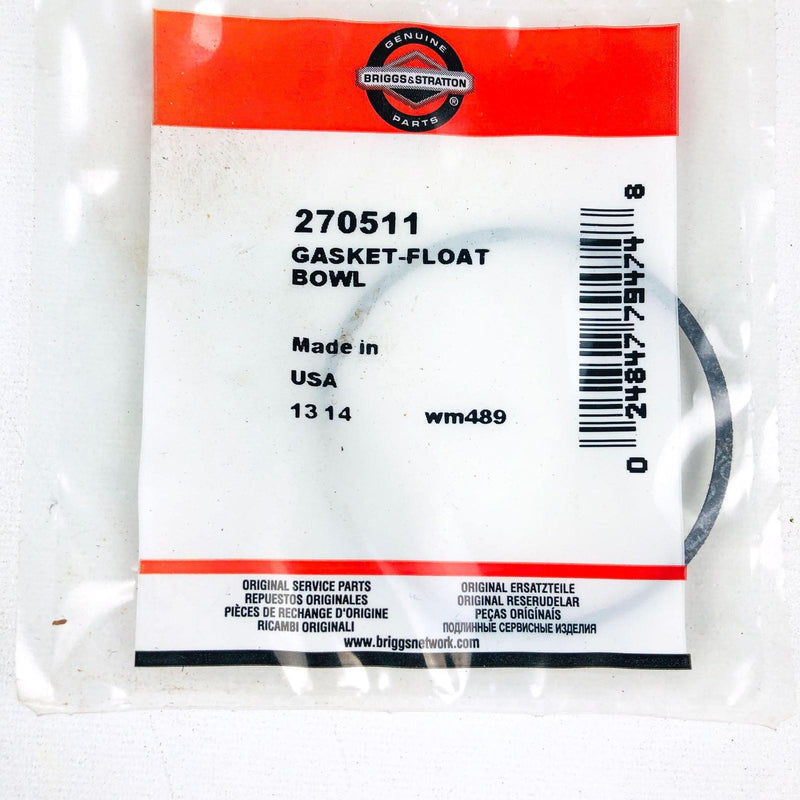 GENUINE
BRIGGS&STRATTON
®
PARTS
270511
GASKET-FLOAT
BOWL
Made in
USA
13 14 wm489
0 24847 75474 8
ORIGINAL SERVICE PARTS
REPUESTOS ORIGINALES
PIÈCES DE RECHANGE D'ORIGINE
RICAMBI ORIGINALI
ORIGINAL ERSATZTEILE
ORIGINAL RESERUDELAR
PEÇAS ORÍGÍNAÍS
ПОДЛИННЫЕ СЕРВИСНЫЕ ИЗДЕЛИЯ
www.briggsnetwork.com